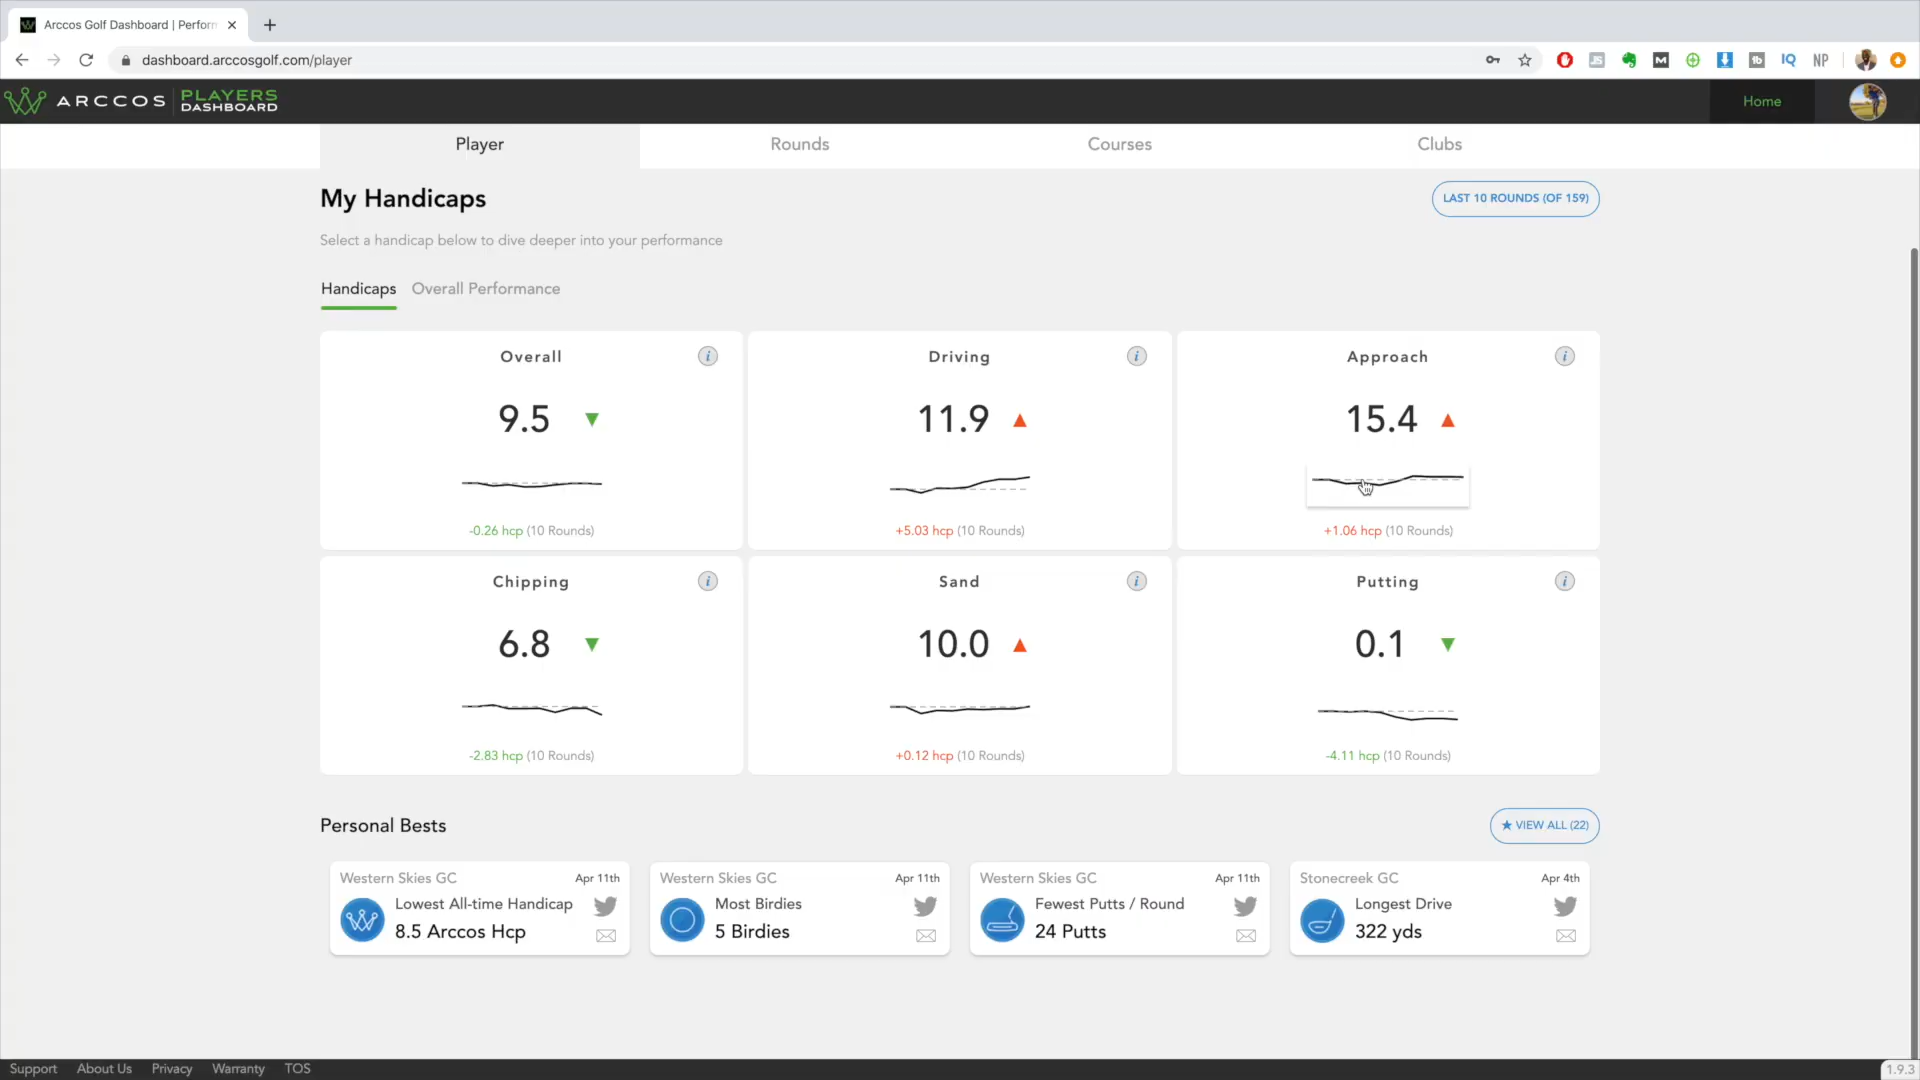 Arccos Golf Dashboard | Perform
dashboard.arccosgolf.com/player
JS
M
tb
IQ
NP
ARCCOS
PLAYERS
DASHBOARD
Home
Player
Rounds
Courses
Clubs
My Handicaps
LAST 10 ROUNDS (OF 159)
Select a handicap below to dive deeper into your performance
Handicaps
Overall Performance
Overall
i
9.5
-0.26 hcp (10 Rounds)
Driving
i
11.9
+5.03 hcp (10 Rounds)
Approach
i
15.4
+1.06 hcp (10 Rounds)
Chipping
i
6.8
-2.83 hcp (10 Rounds)
Sand
i
10.0
+0.12 hcp (10 Rounds)
Putting
i
0.1
-4.11 hcp (10 Rounds)
Personal Bests
★ VIEW ALL (22)
Western Skies GC
Apr 11th
Lowest All-time Handicap
8.5 Arccos Hcp
Western Skies GC
Apr 11th
Most Birdies
5 Birdies
Western Skies GC
Apr 11th
Fewest Putts / Round
24 Putts
Stonecreek GC
Apr 4th
Longest Drive
322 yds
Support
About Us
Privacy
Warranty
TOS
1.9.3